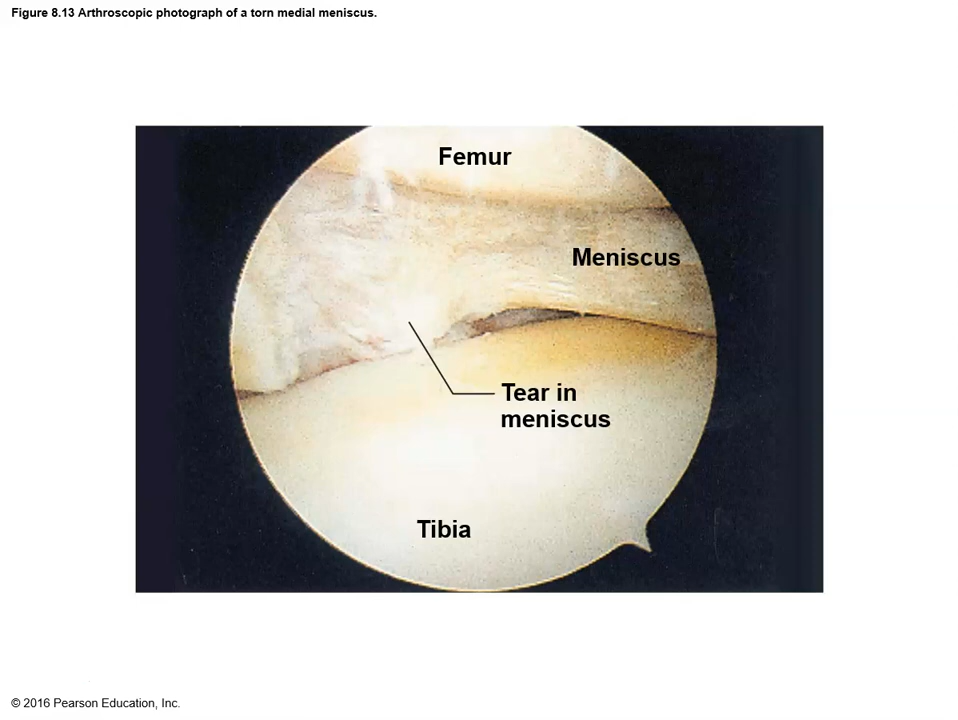 Figure 8.13 Arthroscopic photograph of a torn medial meniscus.
Femur
Meniscus
Tear in
meniscus
Tibia
© 2016 Pearson Education, Inc.